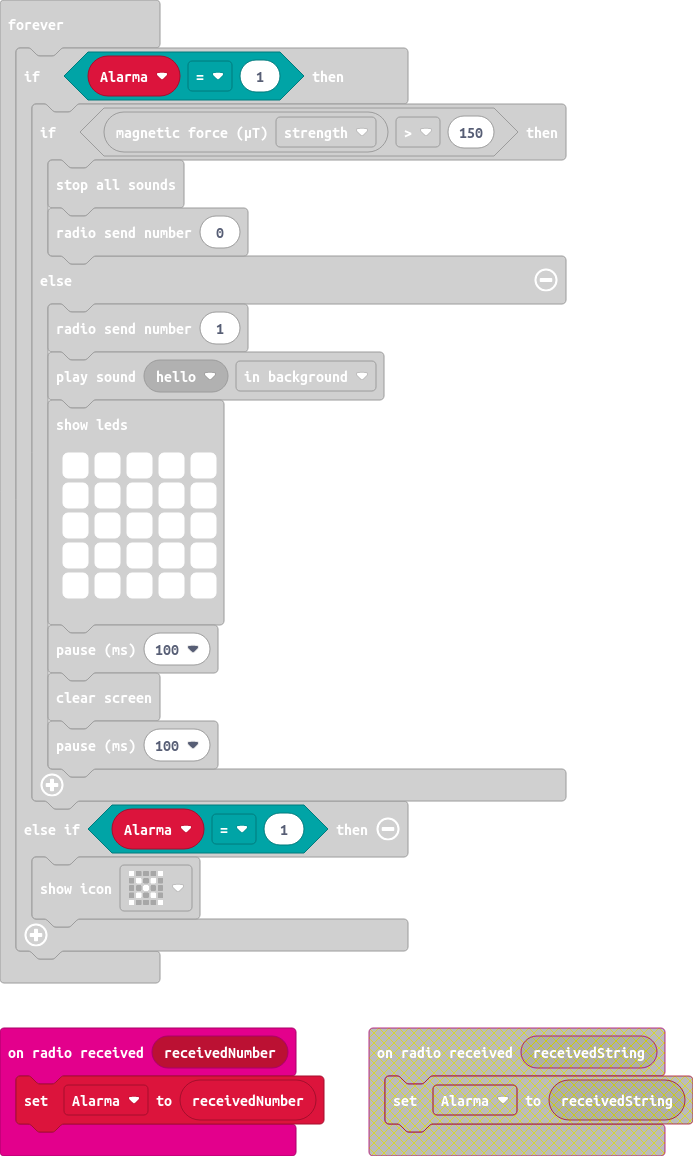 forever
if Alarma = 1 then
if magnetic force (µT) strength > 150 then
stop all sounds
radio send number 0
else
radio send number 1
play sound hello in background
show leds
pause (ms) 100
clear screen
pause (ms) 100
else if Alarma = 1 then
show icon
on radio received receivedNumber
set Alarma to receivedNumber
on radio received receivedString
set Alarma to receivedString